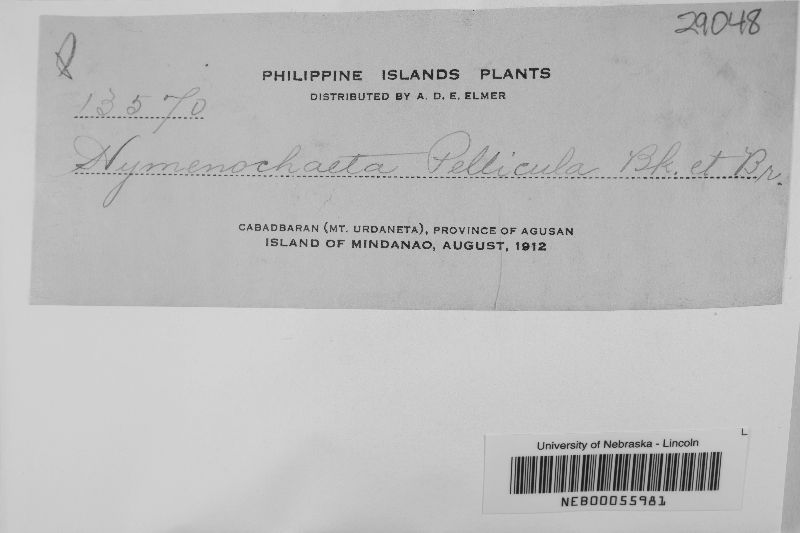 29048
PHILIPPINE ISLANDS PLANTS
DISTRIBUTED BY A. D. E. ELMER
13570
Hymenochaeta Pellicula Bk. et Br.
CABADBARAN (MT. URDANETA), PROVINCE OF AGUSAN
ISLAND OF MINDANAO, AUGUST, 1912
L
University of Nebraska - Lincoln
NEB00055981